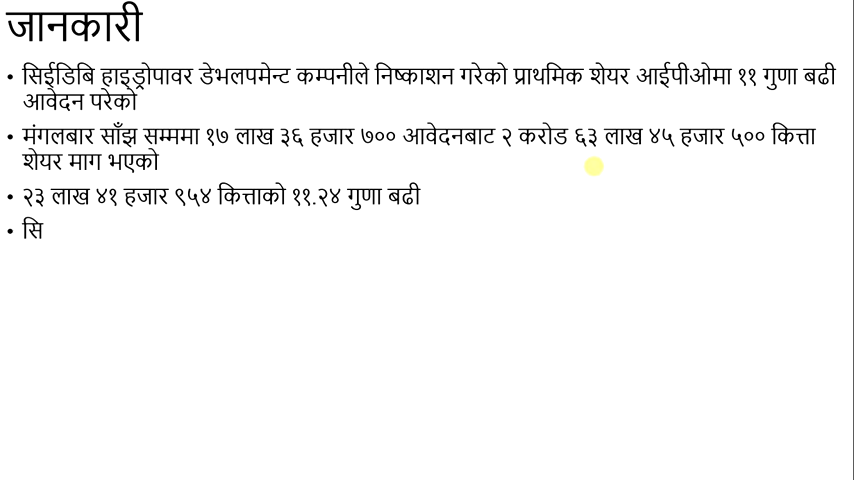 जानकारी
• सिईडिबि हाइड्रोपावर डेभलपमेन्ट कम्पनीले निष्काशन गरेको प्राथमिक शेयर आईपीओमा ११ गुणा बढी
आवेदन परेको
• मंगलबार साँझ सम्ममा १७ लाख ३६ हजार ७०० आवेदनबाट २ करोड ६३ लाख ४५ हजार ५०० कित्ता
शेयर माग भएको
• २३ लाख ४१ हजार ९५४ कित्ताको ११.२४ गुणा बढी
• सि